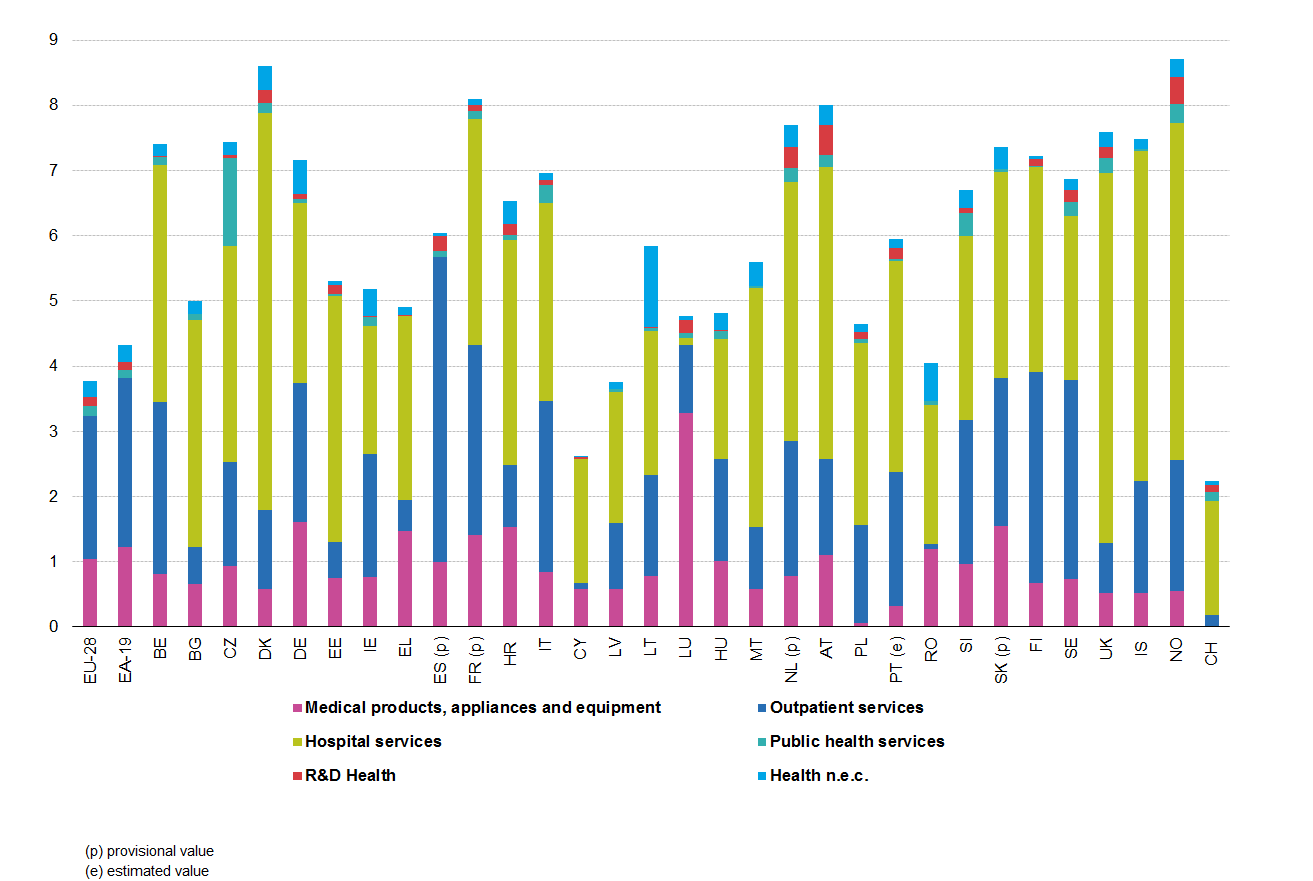 9
8
7
6
5
4
3
2
1
0
EU-28
EA-19
BE
BG
CZ
DK
DE
EE
IE
EL
ES (p)
FR (p)
HR
IT
CY
LV
LT
LU
HU
MT
NL (p)
AT
PL
PT (e)
RO
SI
SK (p)
FI
SE
UK
IS
NO
CH
Medical products, appliances and equipment
Outpatient services
Hospital services
Public health services
R&D Health
Health n.e.c.
(p) provisional value
(e) estimated value